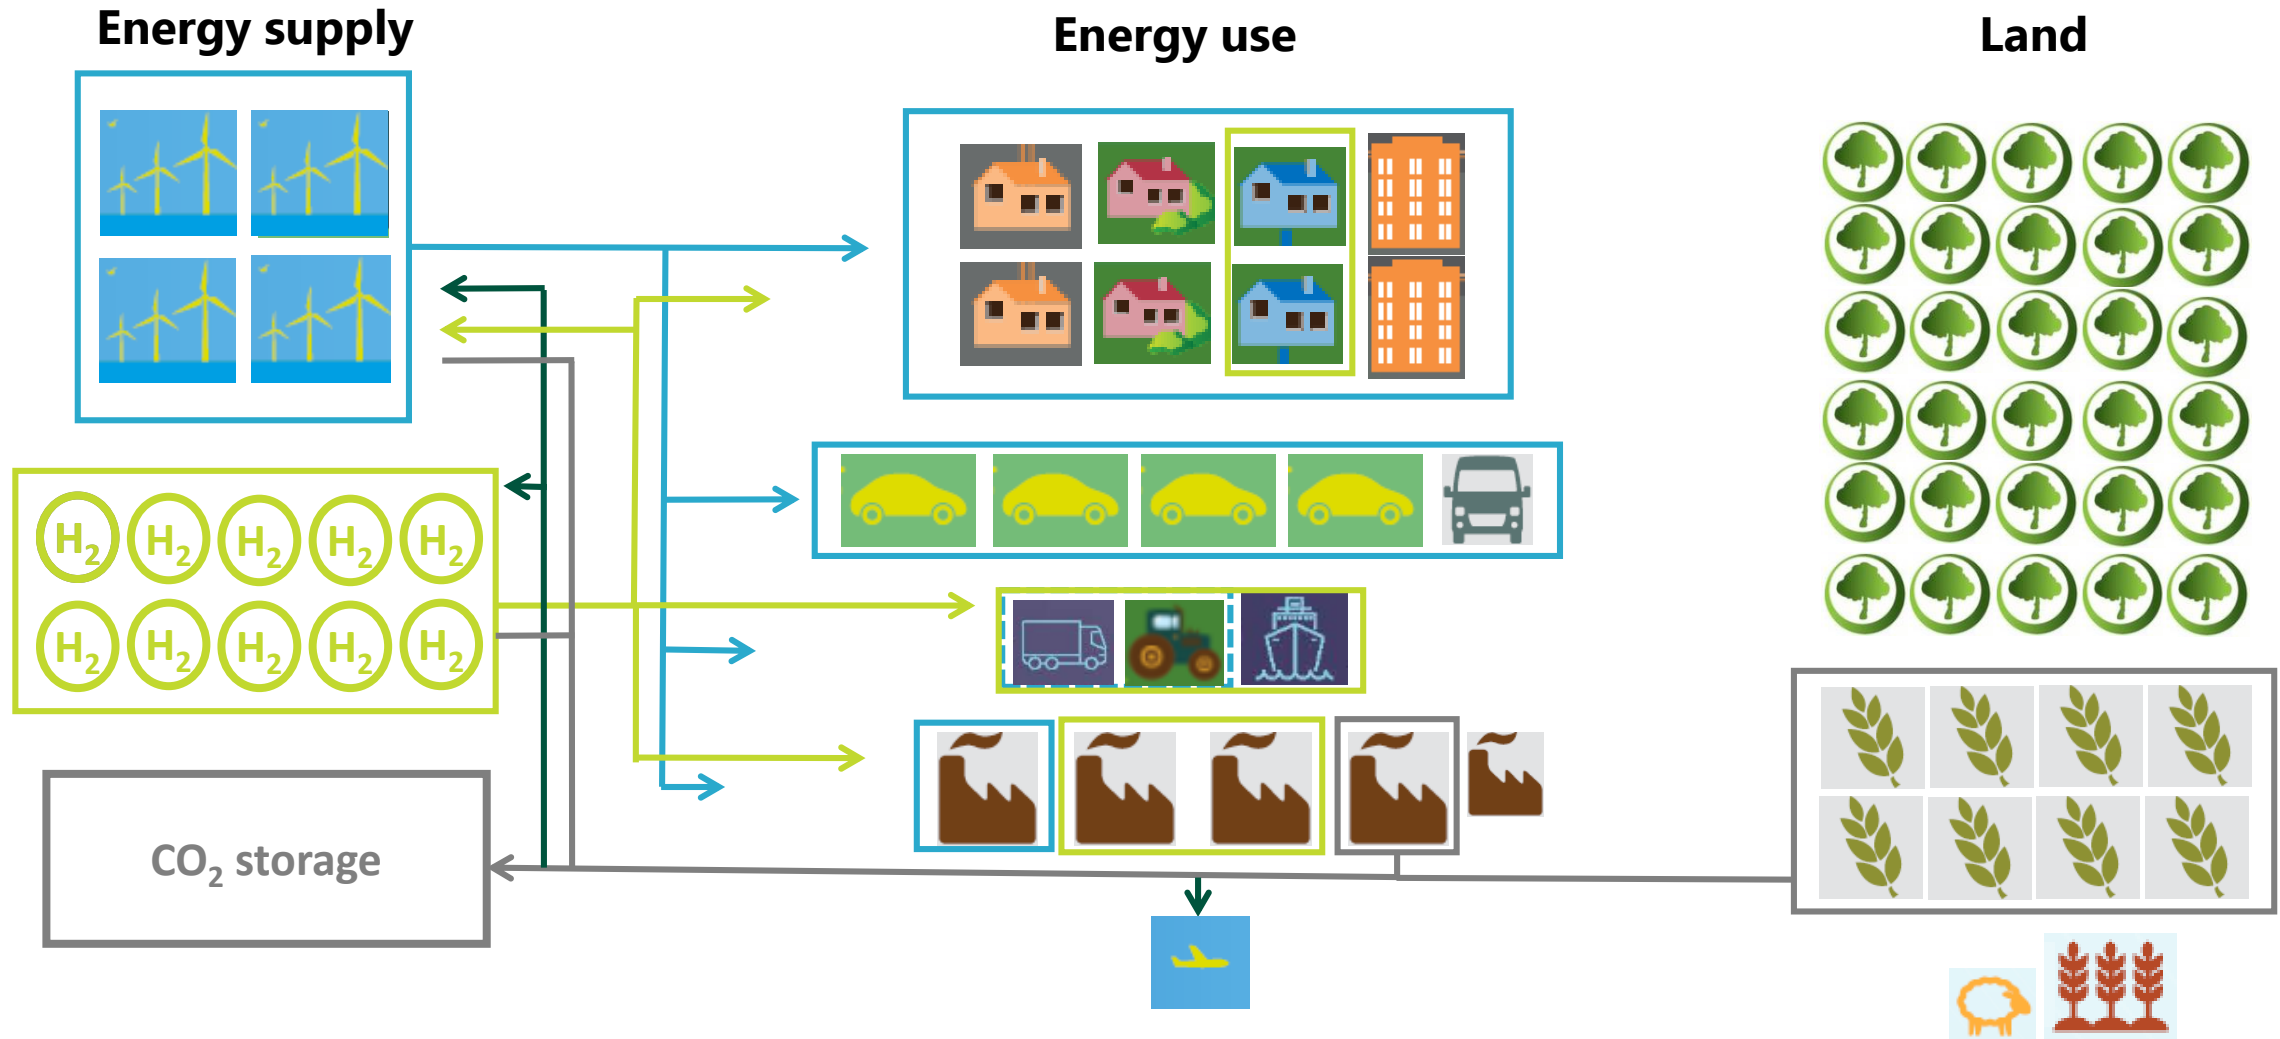 Energy supply
Energy use
Land
H₂ H₂ H₂ H₂ H₂
H₂ H₂ H₂ H₂ H₂
CO₂ storage